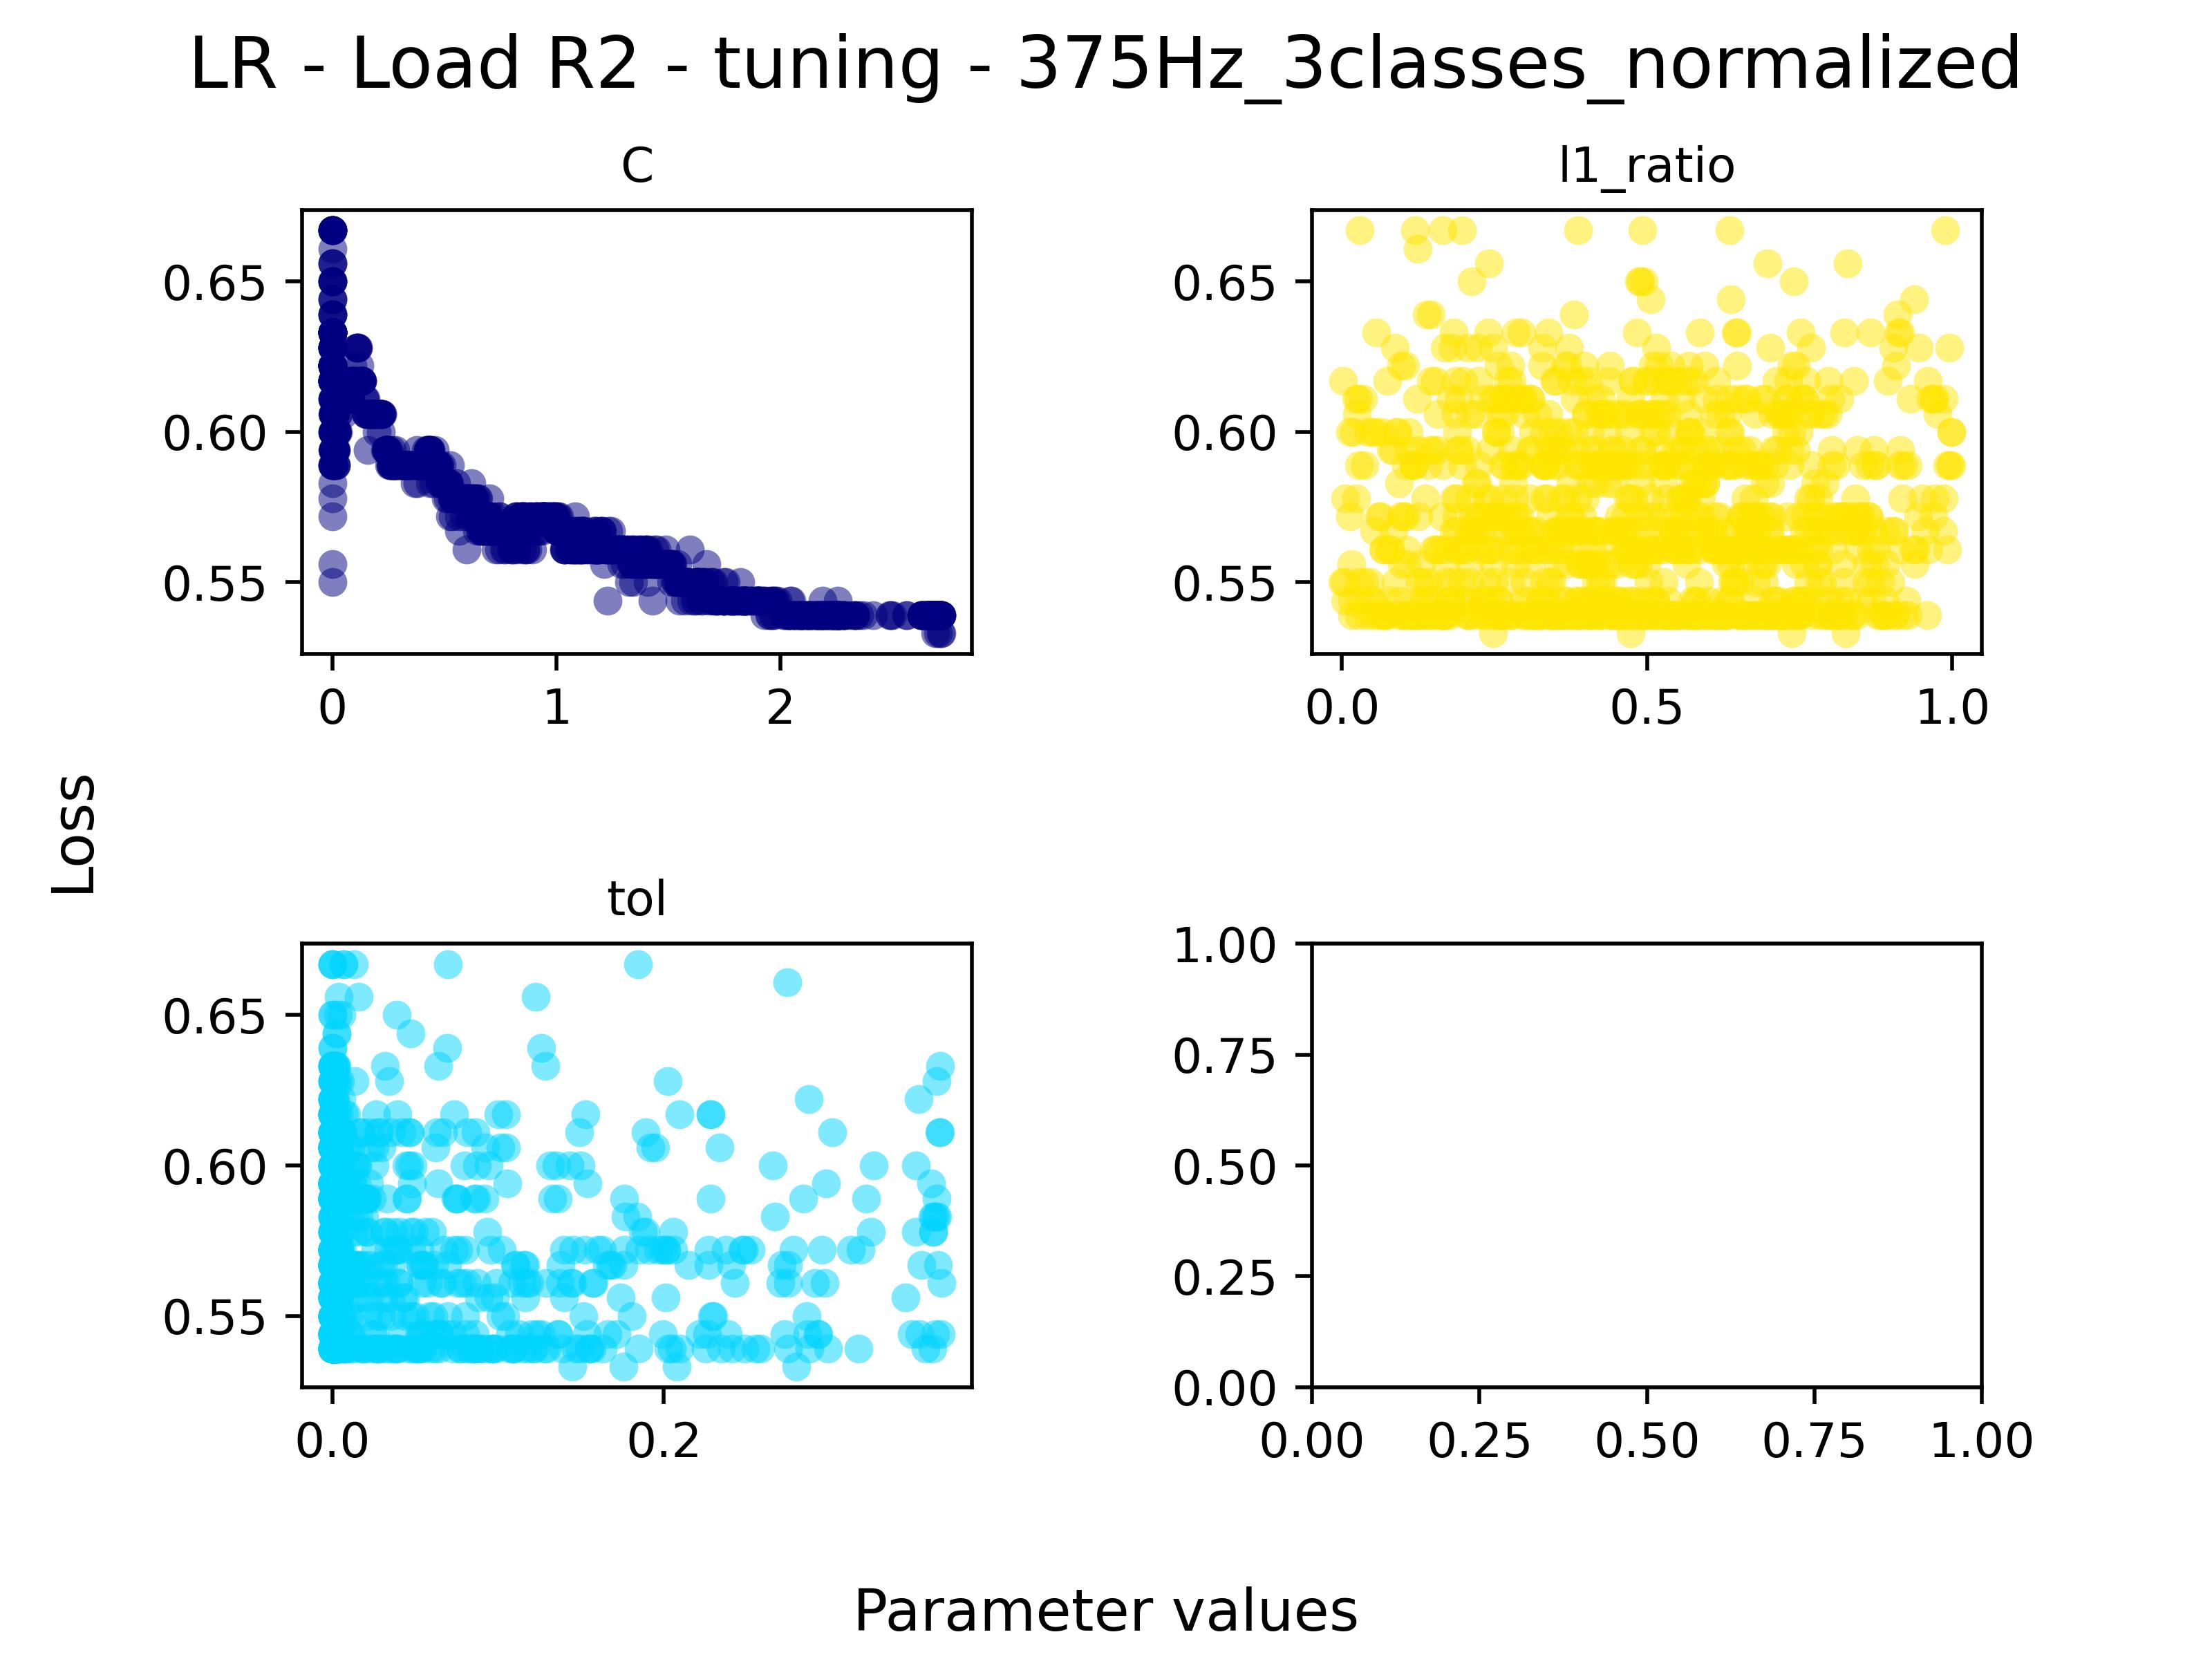 LR - Load R2 - tuning - 375Hz_3classes_normalized
C
0.65
0.60
0.55
0 1 2
l1_ratio
0.65
0.60
0.55
0.0 0.5 1.0
Loss
tol
0.65
0.60
0.55
0.0 0.2
1.00
0.75
0.50
0.25
0.00
0.00 0.25 0.50 0.75 1.00
Parameter values